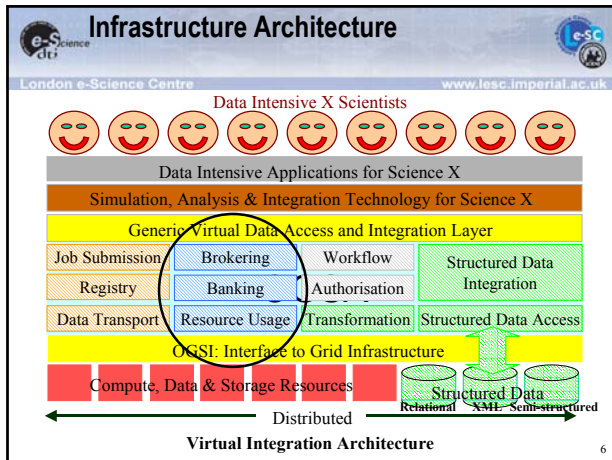 e-Science
dti
Infrastructure Architecture
Le-SC
London e-Science Centre
www.lesc.imperial.ac.uk
Data Intensive X Scientists
Data Intensive Applications for Science X
Simulation, Analysis & Integration Technology for Science X
Generic Virtual Data Access and Integration Layer
Job Submission
Brokering
Workflow
Structured Data
Integration
Registry
Banking
Authorisation
Data Transport
Resource Usage
Transformation
Structured Data Access
OGSI: Interface to Grid Infrastructure
Compute, Data & Storage Resources
Structured Data
Relational
XML
Semi-structured
Distributed
Virtual Integration Architecture
6